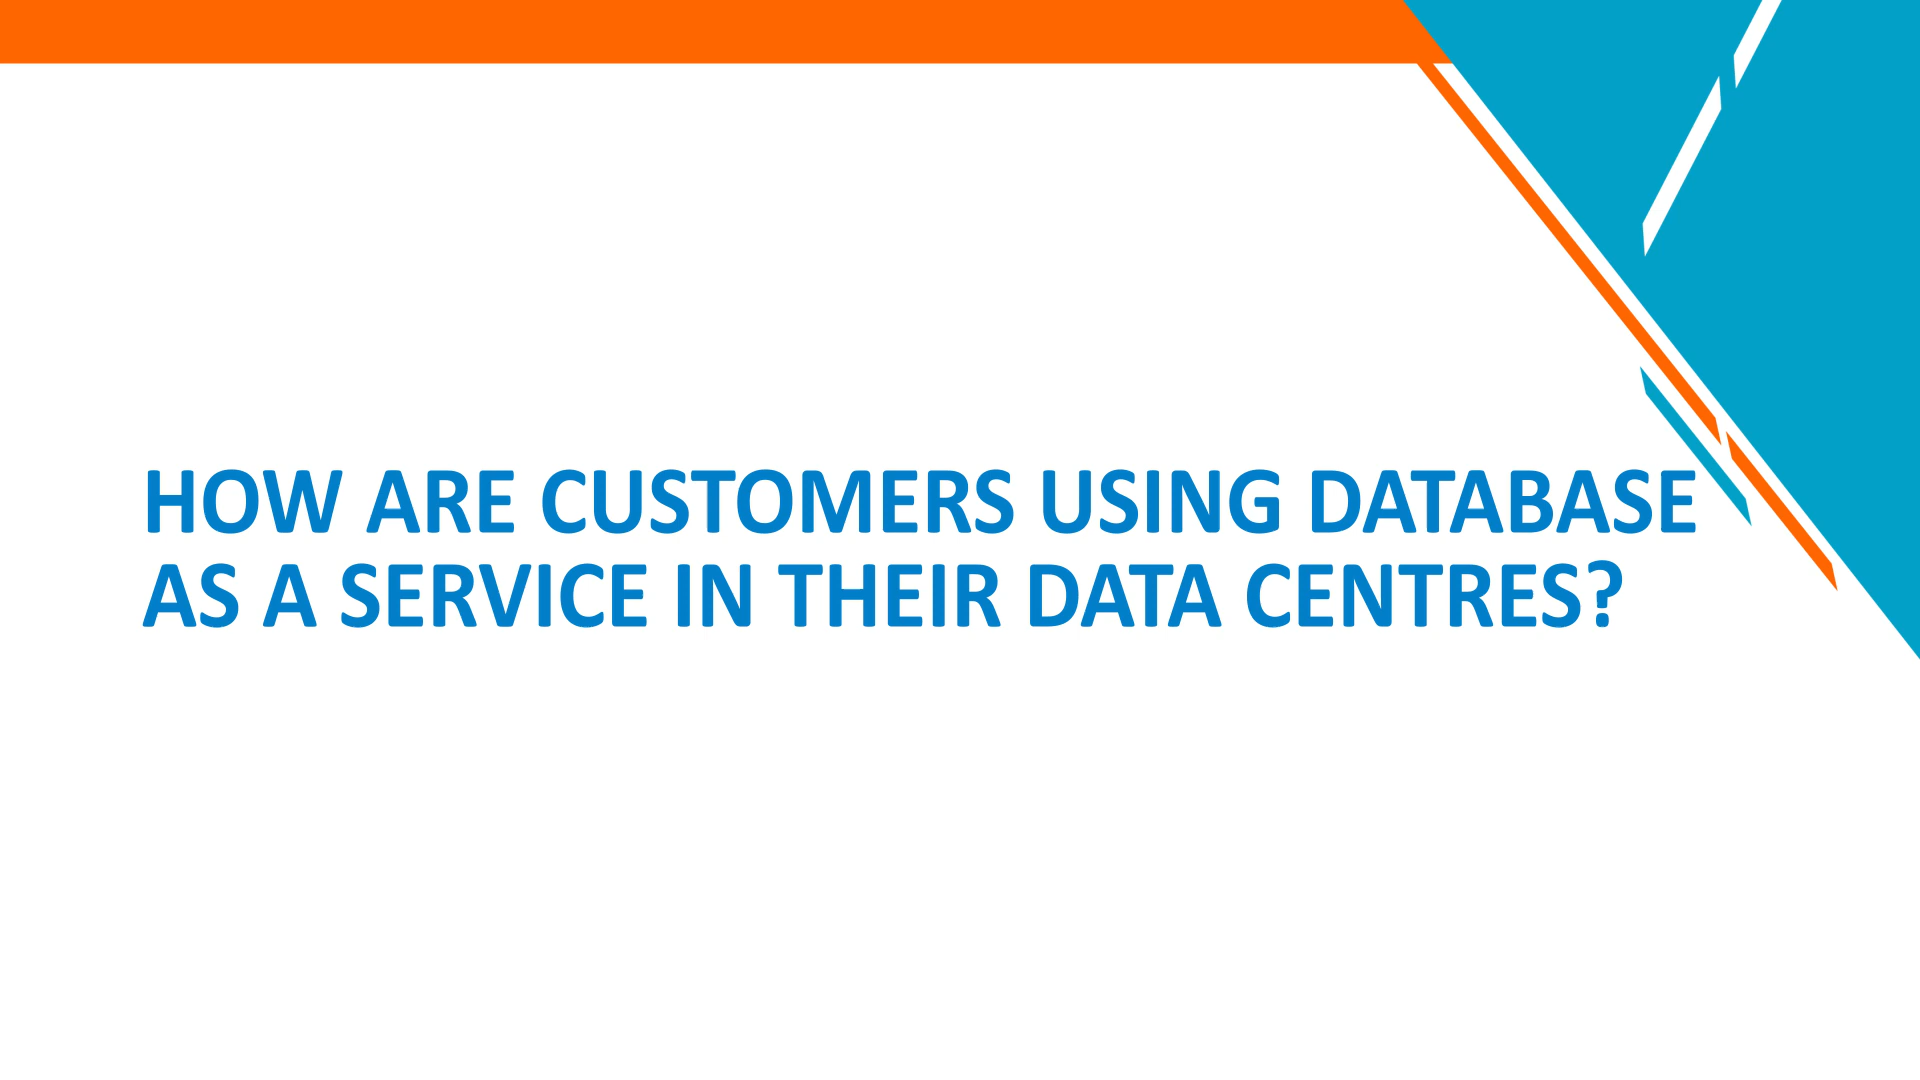 HOW ARE CUSTOMERS USING DATABASE
AS A SERVICE IN THEIR DATA CENTRES?